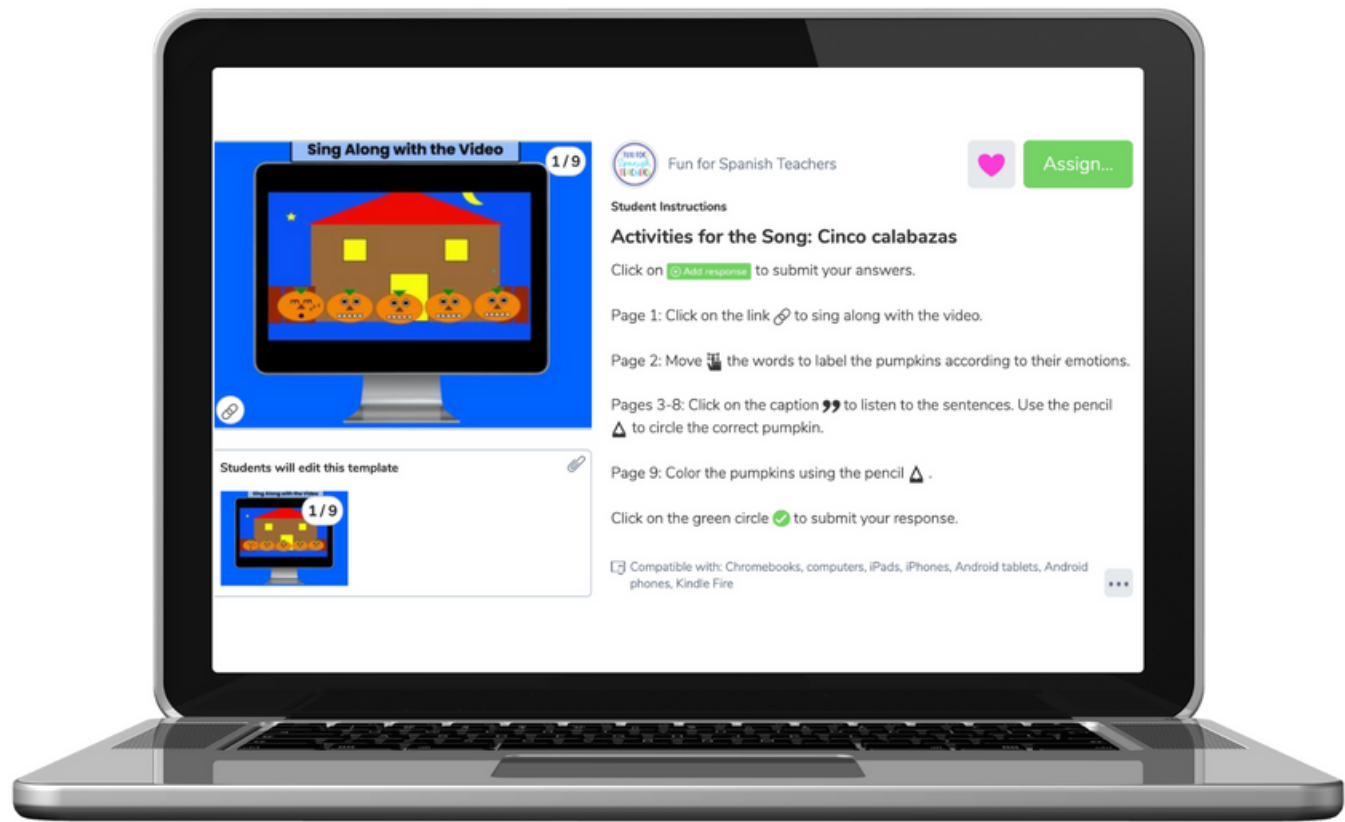 Sing Along with the Video
1/9
Students will edit this template
Sing Along with the Video
1/9
FUN FOR
Spanish
TEACHERS
Fun for Spanish Teachers
Assign...
Student Instructions
Activities for the Song: Cinco calabazas
Click on Add response to submit your answers.
Page 1: Click on the link to sing along with the video.
Page 2: Move the words to label the pumpkins according to their emotions.
Pages 3-8: Click on the caption to listen to the sentences. Use the pencil
to circle the correct pumpkin.
Page 9: Color the pumpkins using the pencil .
Click on the green circle to submit your response.
Compatible with: Chromebooks, computers, iPads, iPhones, Android tablets, Android
phones, Kindle Fire